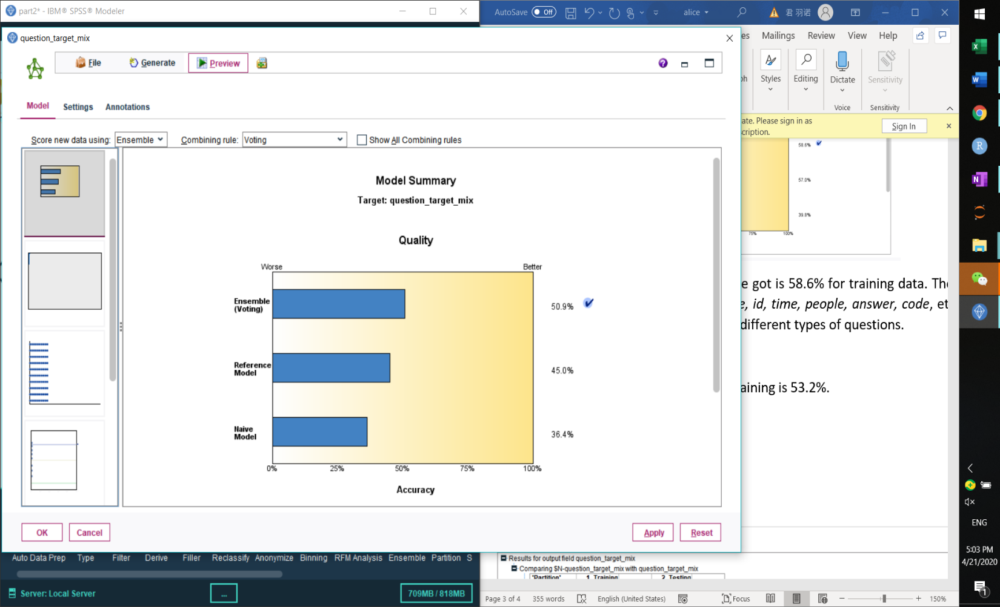 part2* - IBM® SPSS® Modeler
AutoSave Off
alice
君 羽诺
question_target_mix
File
Generate
Preview
Mailings
Review
View
Help
Styles
Editing
Dictate
Sensitivity
Voice
Sensitivity
Model
Settings
Annotations
ate. Please sign in as
cription.
Sign In
Score new data using: Ensemble
Combining rule: Voting
Show All Combining rules
Model Summary
Target: question_target_mix
Quality
Worse
Better
Ensemble
(Voting)
50.9%
Reference
Model
45.0%
Naive
Model
36.4%
0% 25% 50% 75% 100%
Accuracy
58.6%
57.0%
39.8%
75% 100%
e got is 58.6% for training data. The
e, id, time, people, answer, code, et
different types of questions.
aining is 53.2%.
OK
Cancel
Apply
Reset
Auto Data Prep Type Filter Derive Filler Reclassify Anonymize Binning RFM Analysis Ensemble Partition S
Results for output field question_target_mix
Comparing $N-question_target_mix with question_target_mix
'Partition' 1_Training 2_Testing
Server: Local Server
...
709MB / 818MB
Page 3 of 4
355 words
English (United States)
Focus
150%
ENG
5:03 PM
4/21/2020
1